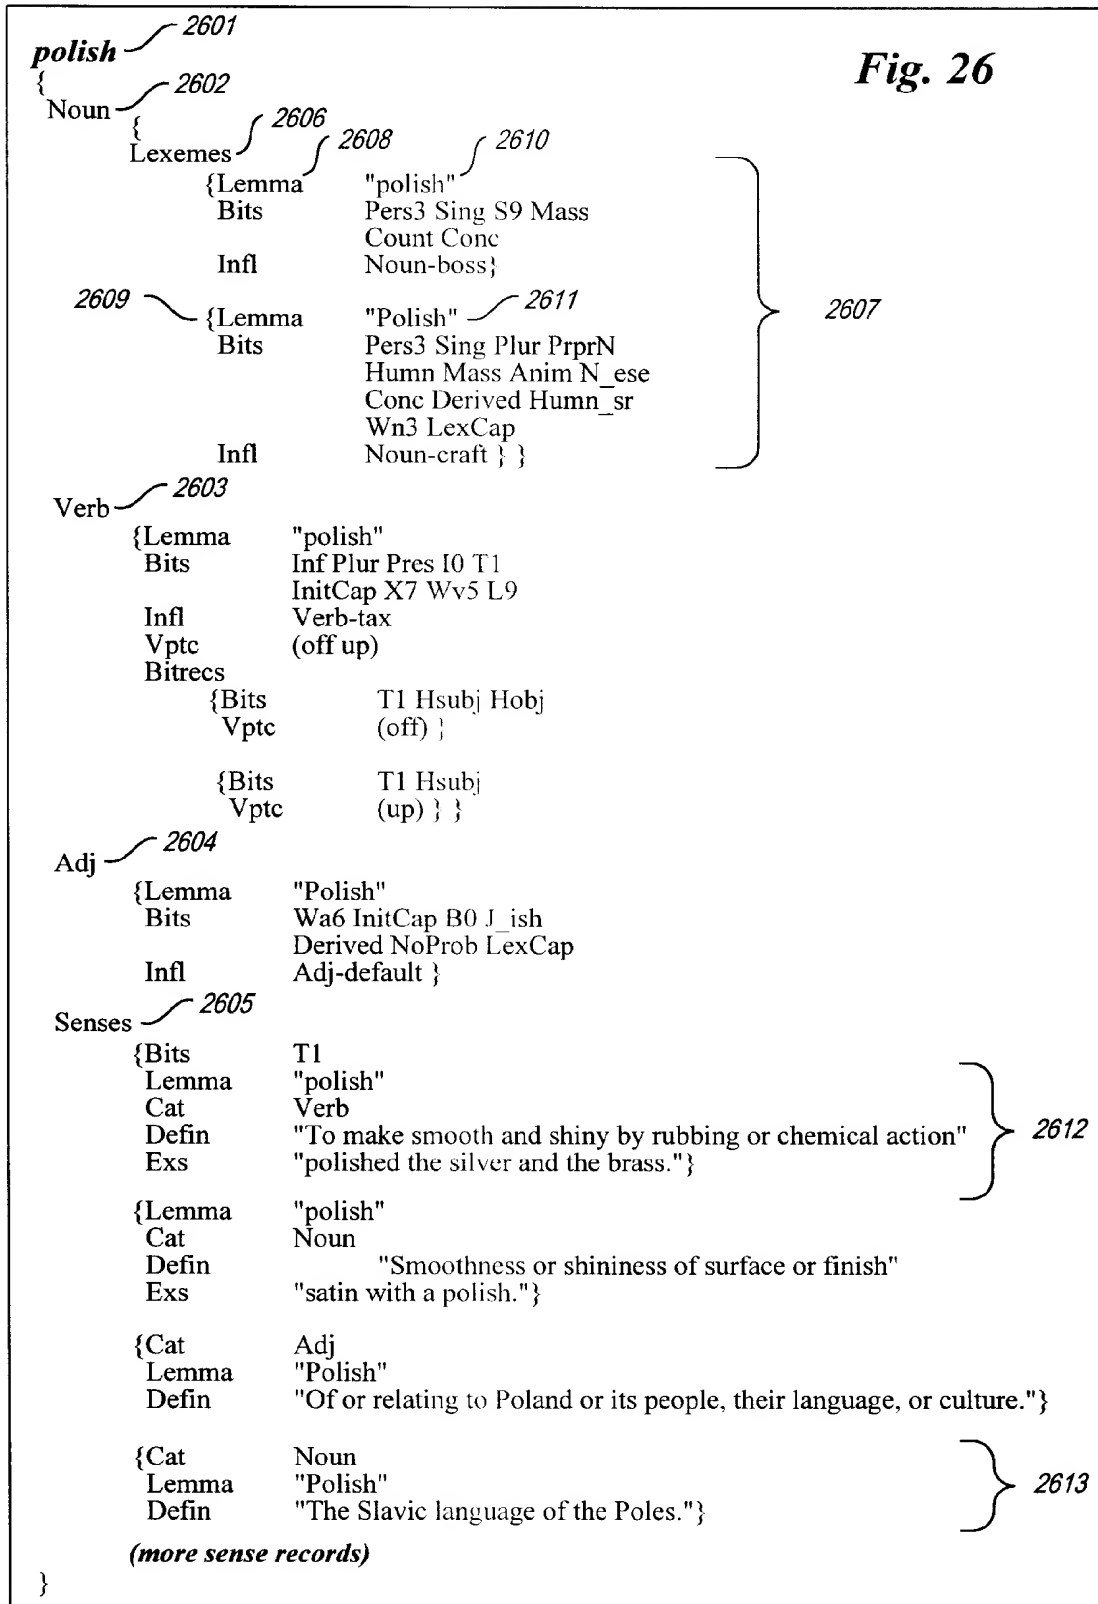 2601
polish
Fig. 26
{
2602
Noun
{
2606
Lexemes
2608
2610
{Lemma "polish"
Bits Pers3 Sing S9 Mass
Count Conc
Infl Noun-boss}
2607
2609
2611
{Lemma "Polish"
Bits Pers3 Sing Plur PrprN
Humn Mass Anim N_ese
Conc Derived Humn_sr
Wn3 LexCap
Infl Noun-craft } }
2603
Verb
{Lemma "polish"
Bits Inf Plur Pres I0 T1
InitCap X7 Wv5 L9
Infl Verb-tax
Vptc (off up)
Bitrecs
{Bits T1 Hsubj Hobj
Vptc (off) }
{Bits T1 Hsubj
Vptc (up) } }
2604
Adj
{Lemma "Polish"
Bits Wa6 InitCap B0 J_ish
Derived NoProb LexCap
Infl Adj-default }
2605
Senses
{Bits T1
Lemma "polish"
Cat Verb
Defin "To make smooth and shiny by rubbing or chemical action"
2612
Exs "polished the silver and the brass."}
{Lemma "polish"
Cat Noun
Defin "Smoothness or shininess of surface or finish"
Exs "satin with a polish."}
{Cat Adj
Lemma "Polish"
Defin "Of or relating to Poland or its people, their language, or culture."}
{Cat Noun
Lemma "Polish"
2613
Defin "The Slavic language of the Poles."}
(more sense records)
}